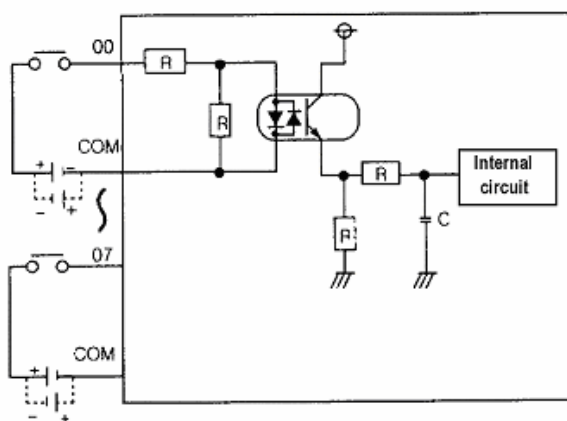 00
R
R
COM
+ -
- +
R
Internal
circuit
R
C
07
COM
+ -
- +